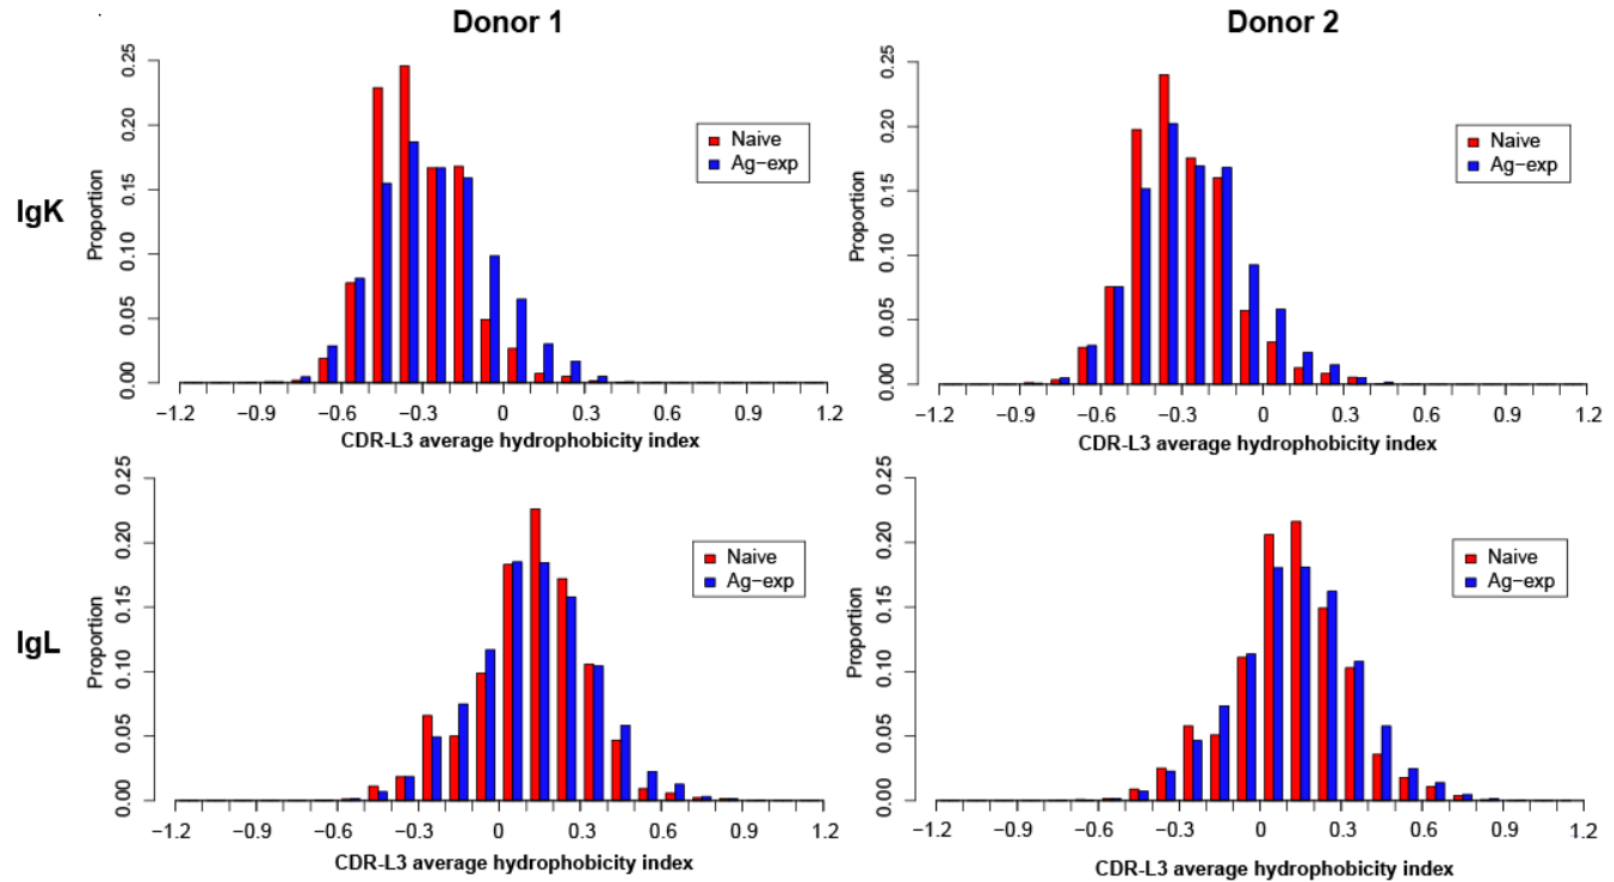 Donor 1
Donor 2
IgK
Proportion
0.00 0.05 0.10 0.15 0.20 0.25
Naive
Ag−exp
−1.2 −0.9 −0.6 −0.3 0 0.3 0.6 0.9 1.2
CDR-L3 average hydrophobicity index
Proportion
0.00 0.05 0.10 0.15 0.20 0.25
Naive
Ag−exp
−1.2 −0.9 −0.6 −0.3 0 0.3 0.6 0.9 1.2
CDR-L3 average hydrophobicity index
IgL
Proportion
0.00 0.05 0.10 0.15 0.20 0.25
Naive
Ag−exp
−1.2 −0.9 −0.6 −0.3 0 0.3 0.6 0.9 1.2
CDR-L3 average hydrophobicity index
Proportion
0.00 0.05 0.10 0.15 0.20 0.25
Naive
Ag−exp
−1.2 −0.9 −0.6 −0.3 0 0.3 0.6 0.9 1.2
CDR-L3 average hydrophobicity index